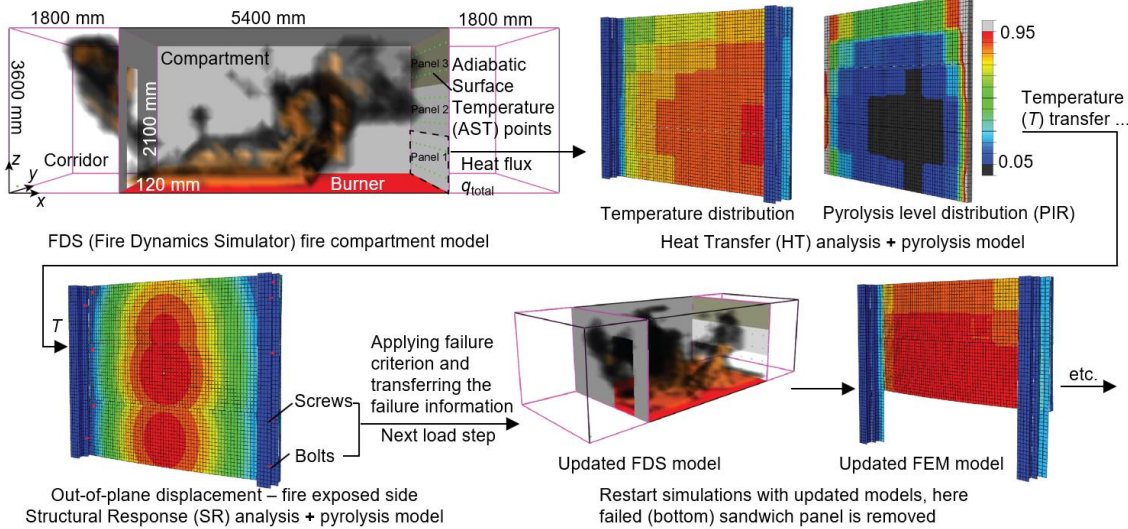 1800 mm
5400 mm
1800 mm
3600 mm
Compartment
2100 mm
Panel 3
Panel 2
Panel 1
Adiabatic
Surface
Temperature
(AST) points
Corridor
120 mm
Burner
Heat flux
q_total
z
y
x
FDS (Fire Dynamics Simulator) fire compartment model
0.95
0.05
Temperature
(T) transfer ...
Temperature distribution
Pyrolysis level distribution (PIR)
Heat Transfer (HT) analysis + pyrolysis model
T
Screws
Bolts
Out-of-plane displacement – fire exposed side
Structural Response (SR) analysis + pyrolysis model
Applying failure
criterion and
transferring the
failure information
Next load step
Updated FDS model
Updated FEM model
etc.
Restart simulations with updated models, here
failed (bottom) sandwich panel is removed